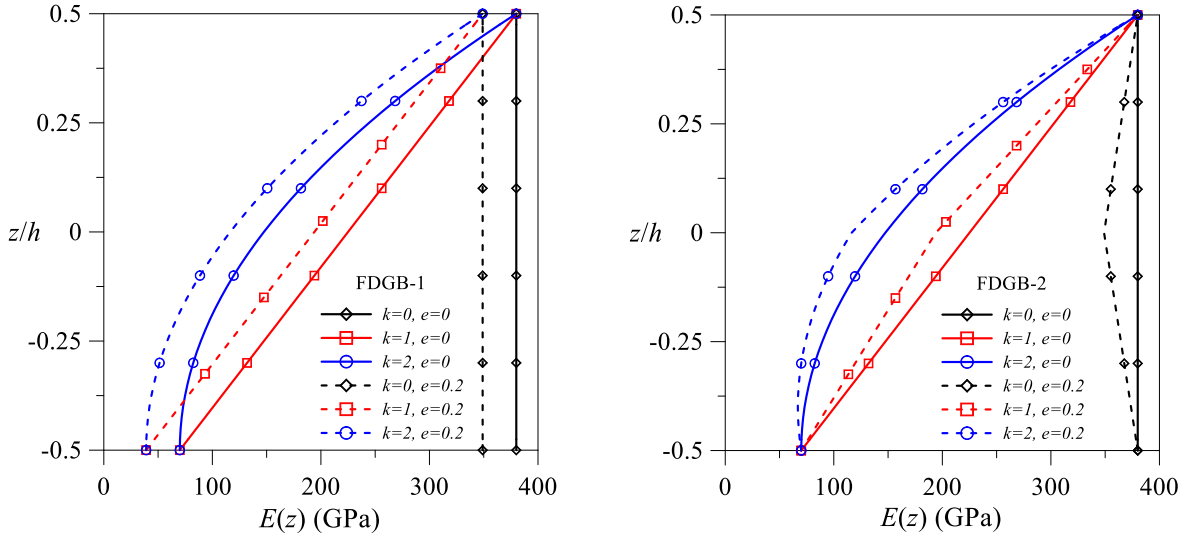 0.5
0.25
z/h
0
-0.25
-0.5
FDGB-1
k=0, e=0
k=1, e=0
k=2, e=0
k=0, e=0.2
k=1, e=0.2
k=2, e=0.2
0 100 200 300 400
E(z) (GPa)
0.5
0.25
z/h
0
-0.25
-0.5
FDGB-2
k=0, e=0
k=1, e=0
k=2, e=0
k=0, e=0.2
k=1, e=0.2
k=2, e=0.2
0 100 200 300 400
E(z) (GPa)